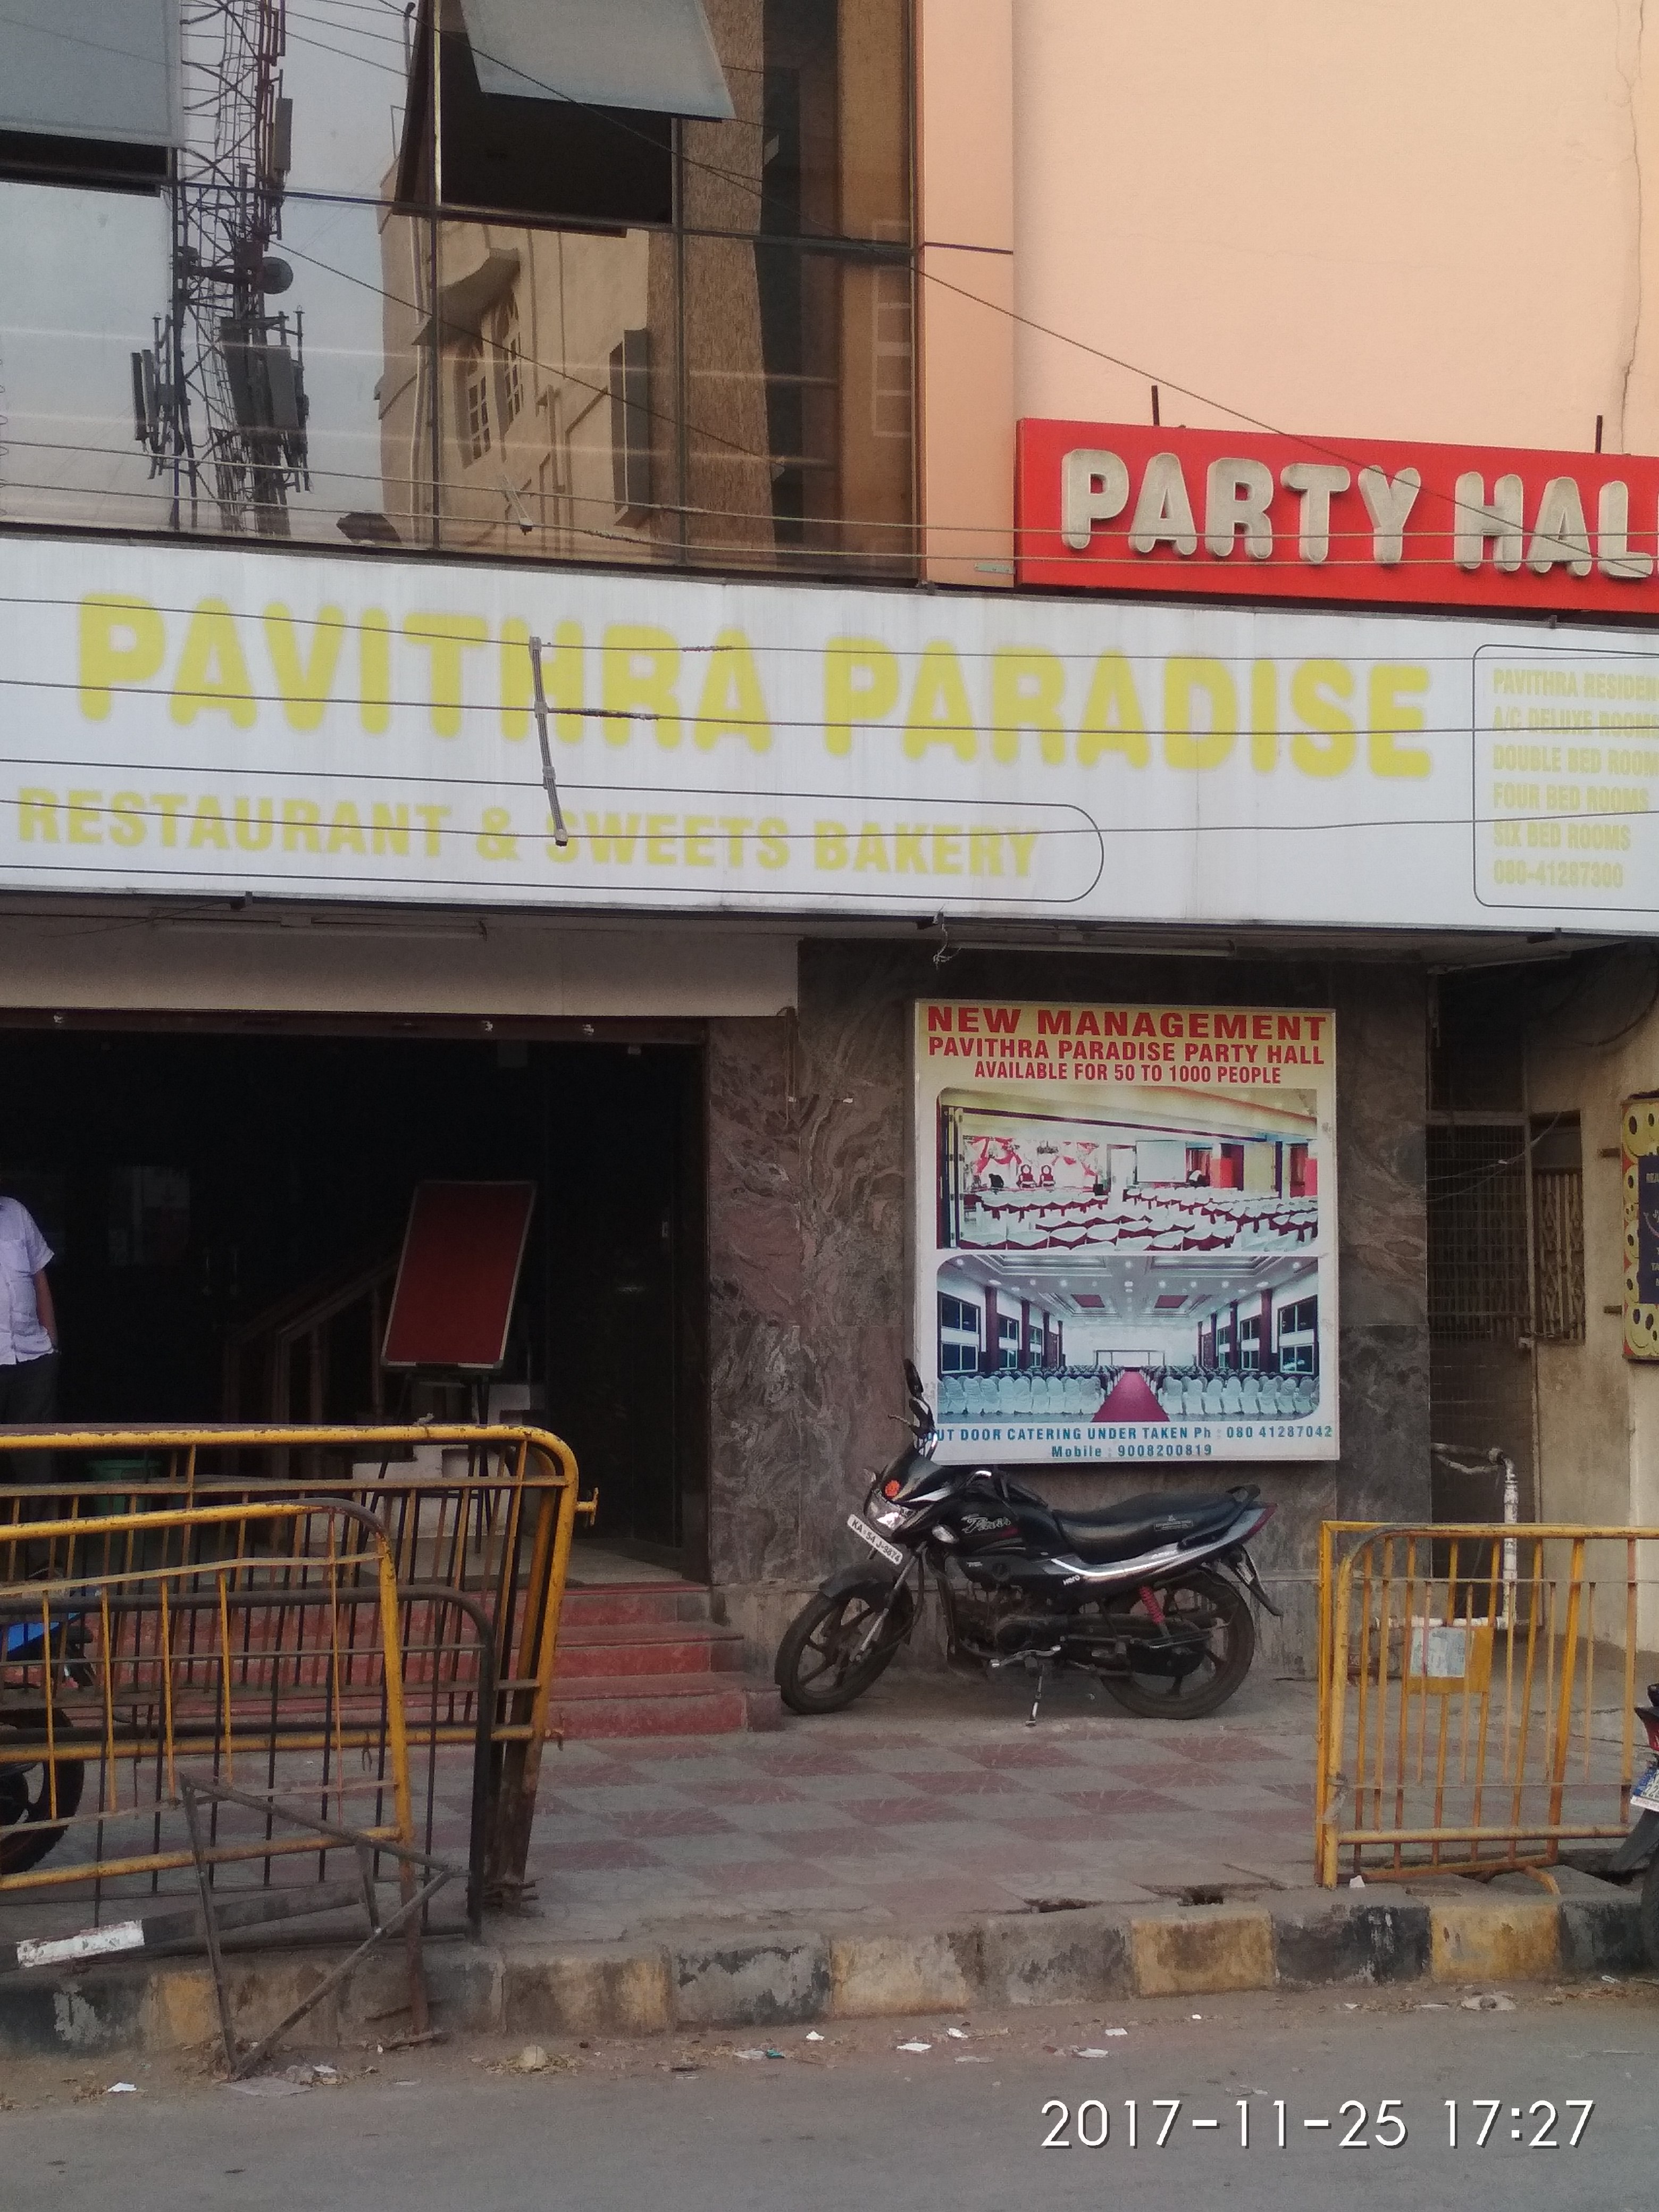 PARTY HAL
PAVITHRA PARADISE
RESTAURANT & SWEETS BAKERY
PAVITHRA RESIDEN
A/C DELUXE ROOMS
DOUBLE BED ROOM
FOUR BED ROOMS
SIX BED ROOMS
080-41287300
NEW MANAGEMENT
PAVITHRA PARADISE PARTY HALL
AVAILABLE FOR 50 TO 1000 PEOPLE
UT DOOR CATERING UNDER TAKEN Ph : 080 41287042
Mobile : 9008200819
Hero
2017-11-25 17:27